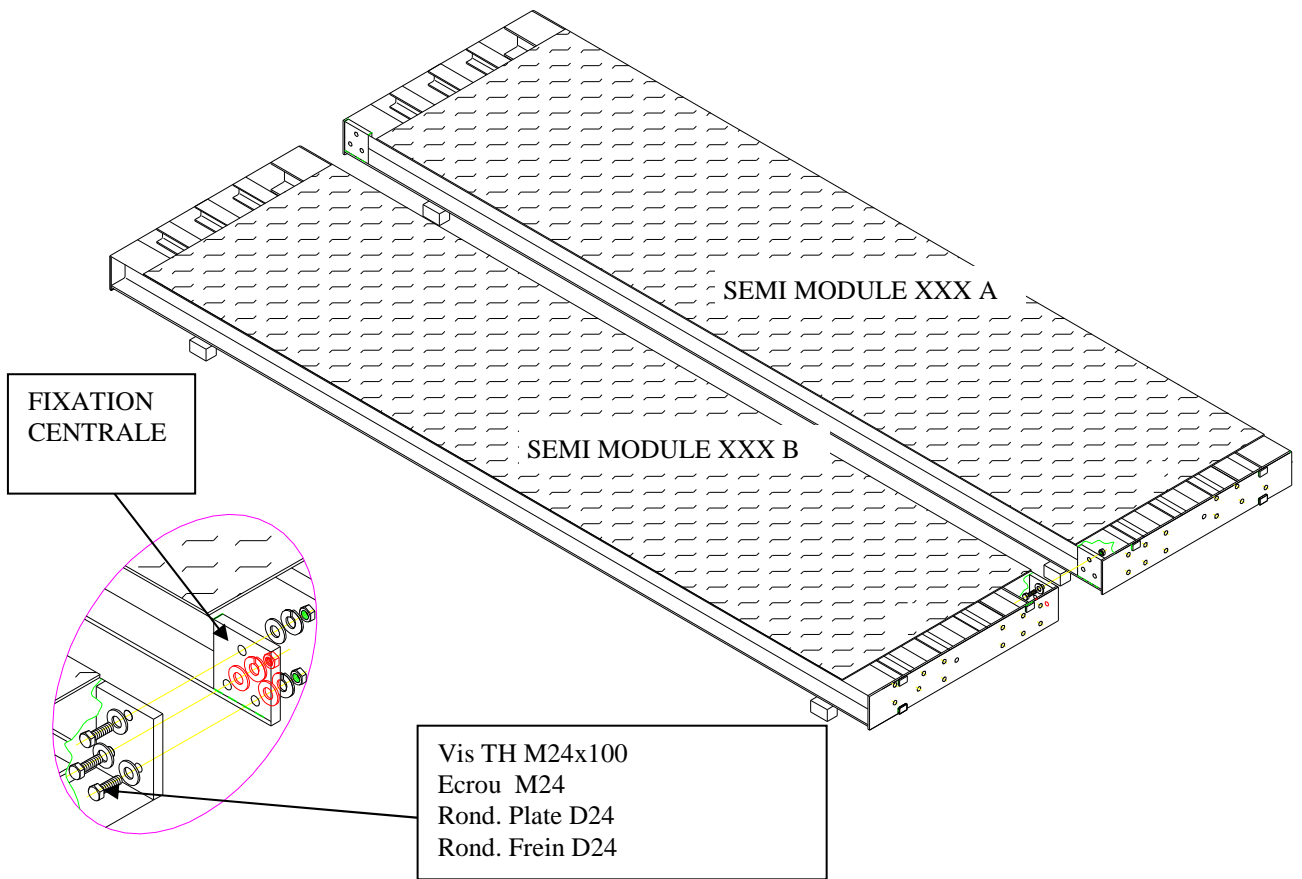 SEMI MODULE XXX A
FIXATION
CENTRALE
SEMI MODULE XXX B
Vis TH M24x100
Ecrou  M24
Rond. Plate D24
Rond. Frein D24